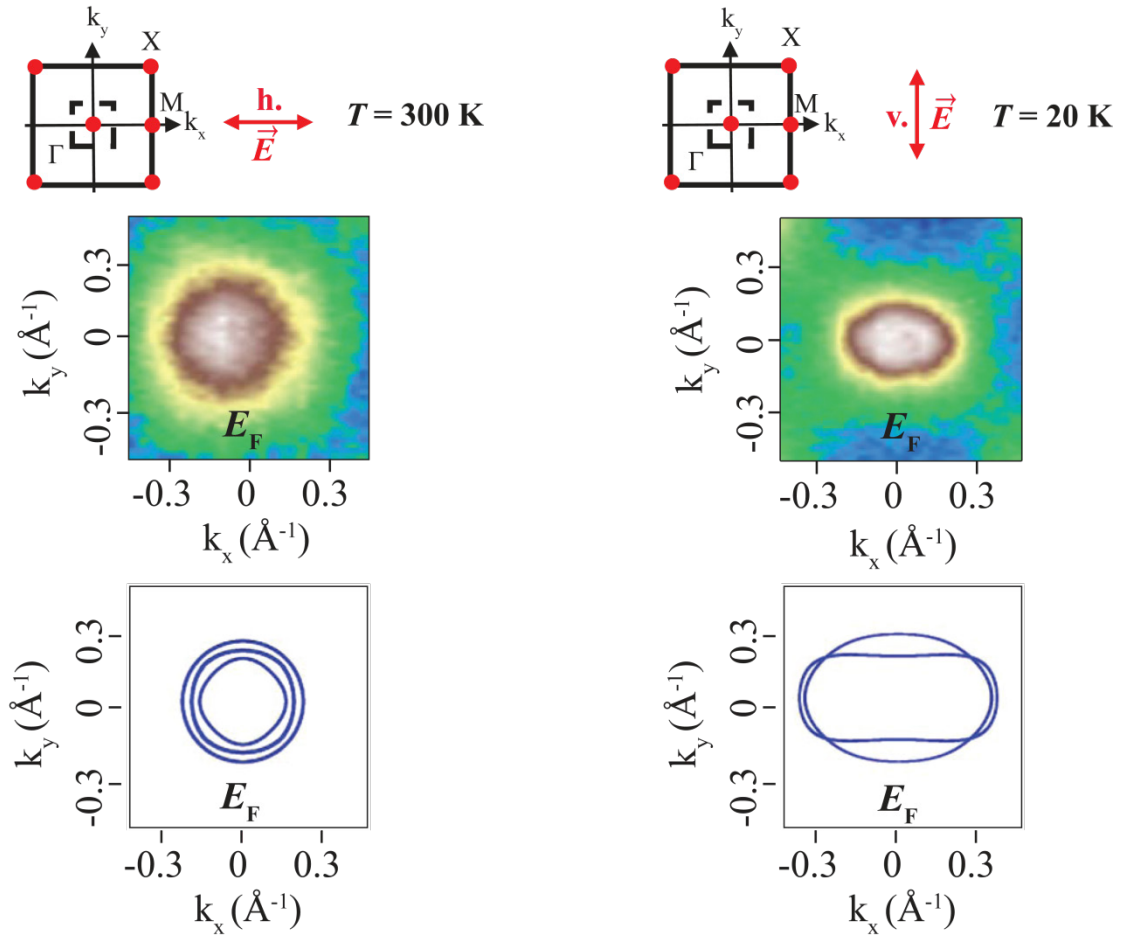 k_y
X
M
k_x
Γ
h.
E⃗
T = 300 K
k_y
X
M
k_x
Γ
v.
E⃗
T = 20 K
k_y (Å⁻¹)
0.3
0
-0.3
E_F
-0.3 0 0.3
k_x (Å⁻¹)
k_y (Å⁻¹)
0.3
0
-0.3
E_F
-0.3 0 0.3
k_x (Å⁻¹)
k_y (Å⁻¹)
0.3
0
-0.3
E_F
-0.3 0 0.3
k_x (Å⁻¹)
k_y (Å⁻¹)
0.3
0
-0.3
E_F
-0.3 0 0.3
k_x (Å⁻¹)